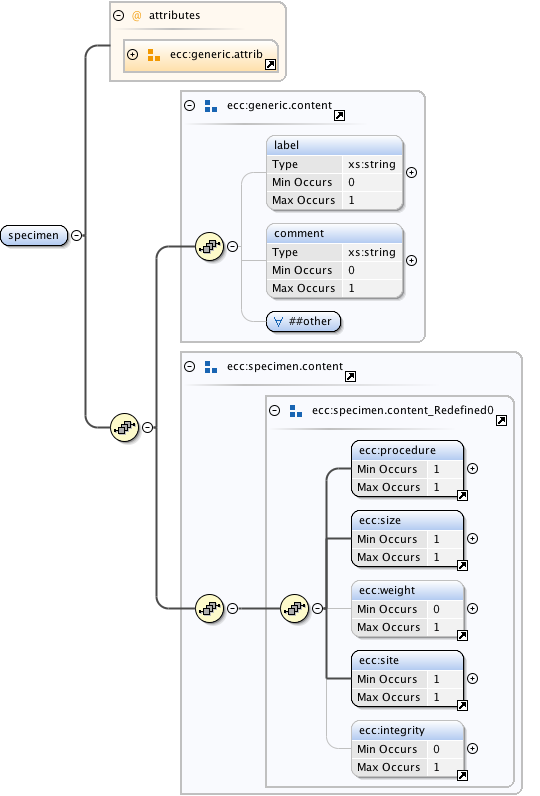 @ attributes
ecc:generic.attrib
ecc:generic.content
label
Type xs:string
Min Occurs 0
Max Occurs 1
comment
Type xs:string
Min Occurs 0
Max Occurs 1
∀ ##other
specimen
ecc:specimen.content
ecc:specimen.content_Redefined0
ecc:procedure
Min Occurs 1
Max Occurs 1
ecc:size
Min Occurs 1
Max Occurs 1
ecc:weight
Min Occurs 0
Max Occurs 1
ecc:site
Min Occurs 1
Max Occurs 1
ecc:integrity
Min Occurs 0
Max Occurs 1